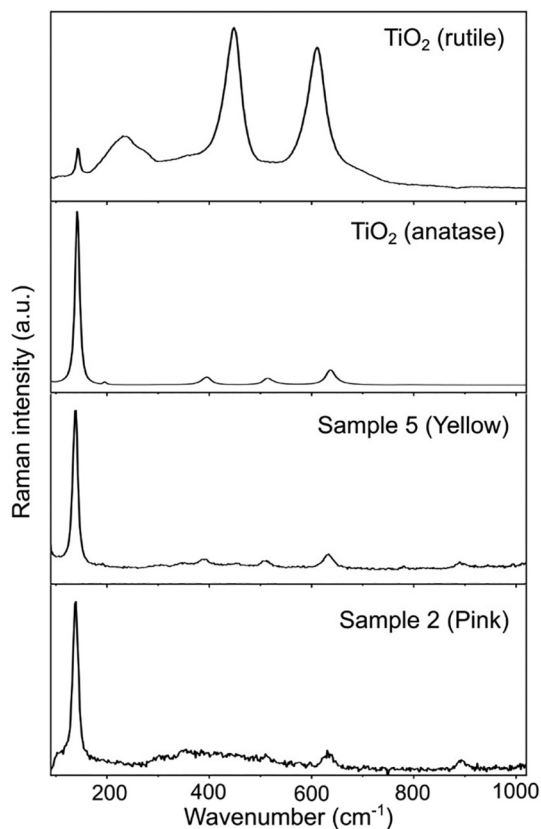 TiO₂ (rutile)
TiO₂ (anatase)
Sample 5 (Yellow)
Sample 2 (Pink)
Raman intensity (a.u.)
200 400 600 800 1000
Wavenumber (cm⁻¹)